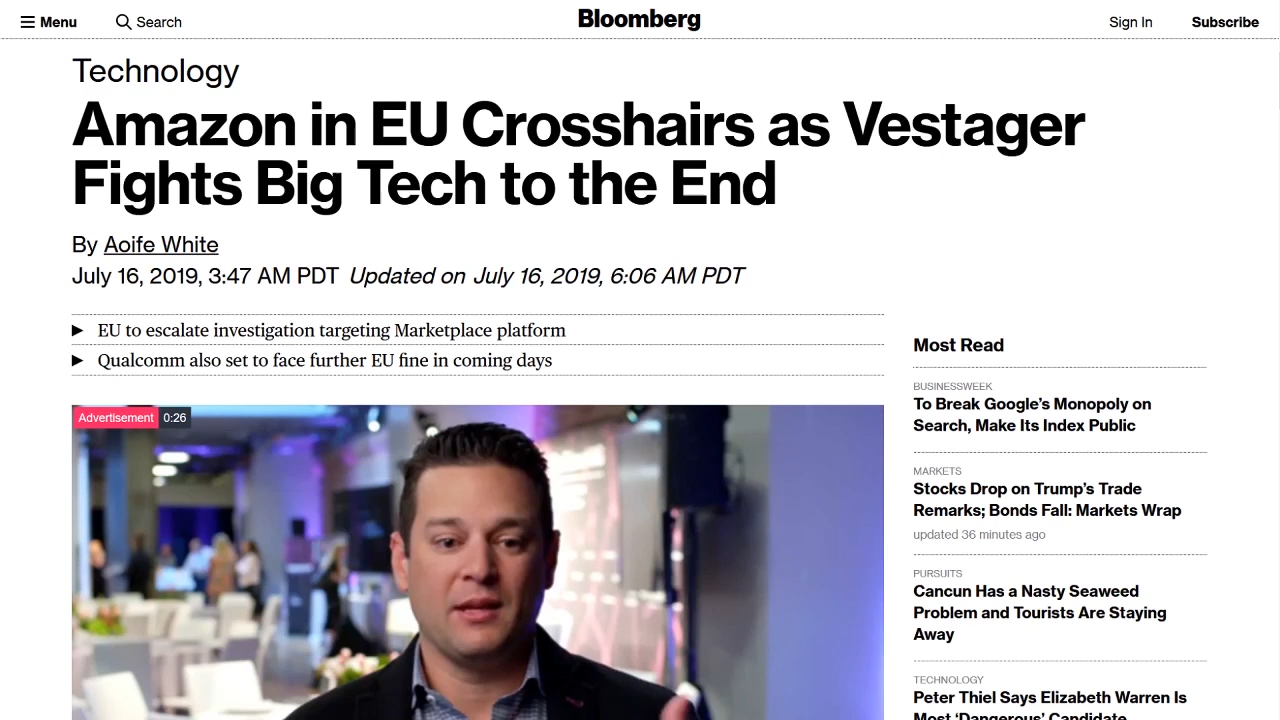 Menu
Search
Bloomberg
Sign In
Subscribe
Technology
Amazon in EU Crosshairs as Vestager
Fights Big Tech to the End
By Aoife White
July 16, 2019, 3:47 AM PDT Updated on July 16, 2019, 6:06 AM PDT
EU to escalate investigation targeting Marketplace platform
Qualcomm also set to face further EU fine in coming days
Advertisement 0:26
Most Read
BUSINESSWEEK
To Break Google’s Monopoly on
Search, Make Its Index Public
MARKETS
Stocks Drop on Trump’s Trade
Remarks; Bonds Fall: Markets Wrap
updated 36 minutes ago
PURSUITS
Cancun Has a Nasty Seaweed
Problem and Tourists Are Staying
Away
TECHNOLOGY
Peter Thiel Says Elizabeth Warren Is
Most ‘Dangerous’ Candidate